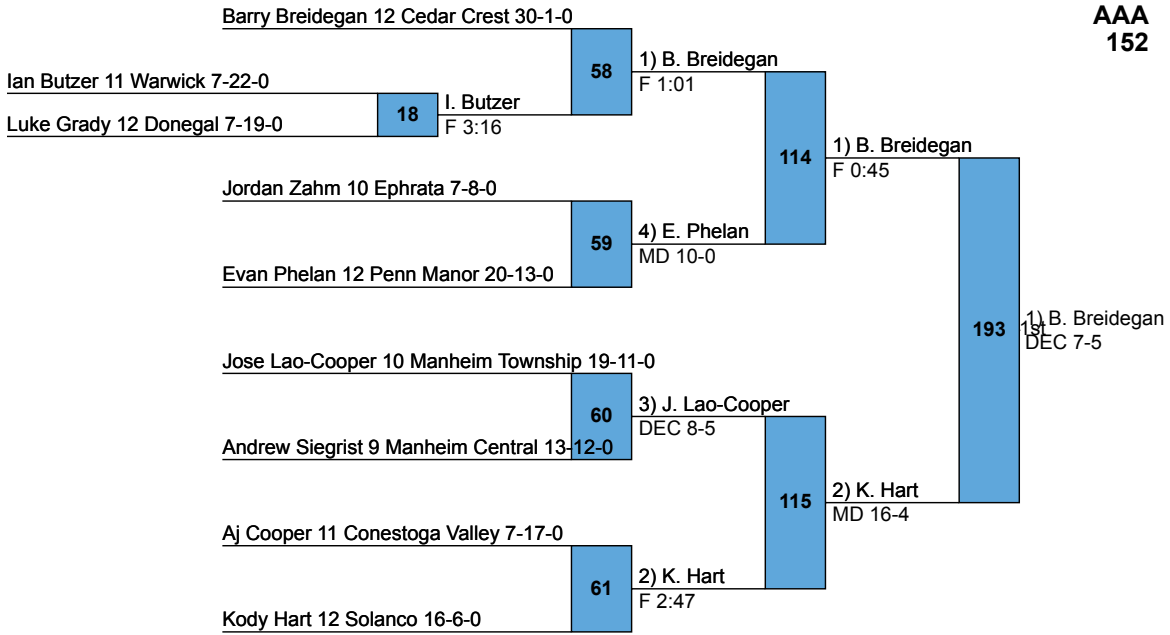 AAA
152
Barry Breidegan 12 Cedar Crest 30-1-0
58
1) B. Breidegan
F 1:01
Ian Butzer 11 Warwick 7-22-0
18
I. Butzer
F 3:16
Luke Grady 12 Donegal 7-19-0
114
1) B. Breidegan
F 0:45
Jordan Zahm 10 Ephrata 7-8-0
59
4) E. Phelan
MD 10-0
Evan Phelan 12 Penn Manor 20-13-0
193
1st
1) B. Breidegan
DEC 7-5
Jose Lao-Cooper 10 Manheim Township 19-11-0
60
3) J. Lao-Cooper
DEC 8-5
Andrew Siegrist 9 Manheim Central 13-12-0
115
2) K. Hart
MD 16-4
Aj Cooper 11 Conestoga Valley 7-17-0
61
2) K. Hart
F 2:47
Kody Hart 12 Solanco 16-6-0